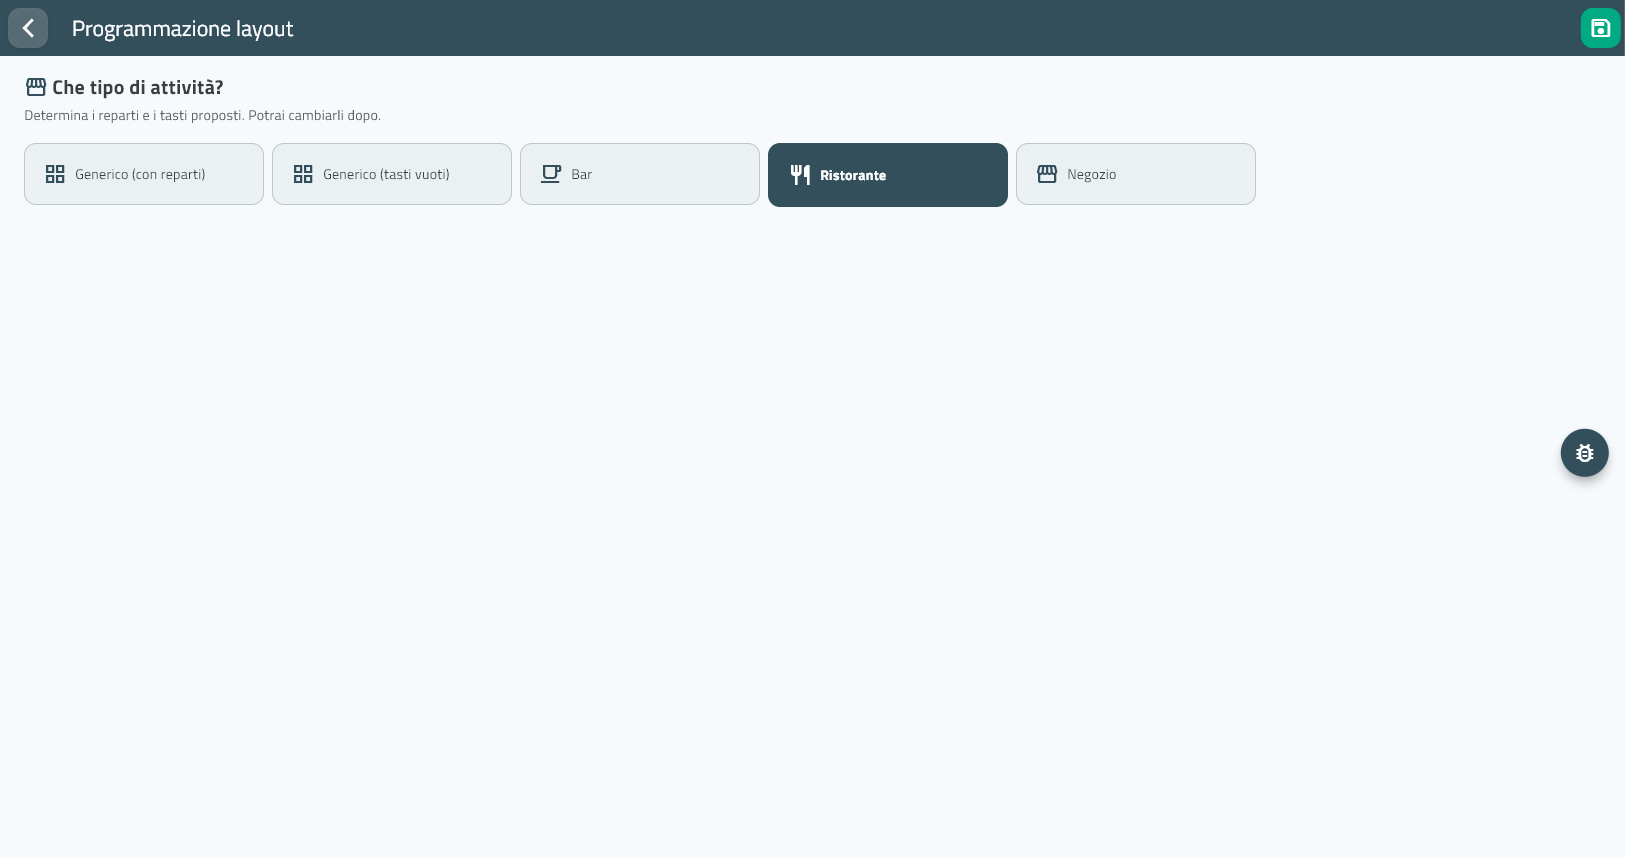 Programmazione layout
Che tipo di attività?
Determina i reparti e i tasti proposti. Potrai cambiarli dopo.
Generico (con reparti)
Generico (tasti vuoti)
Bar
Ristorante
Negozio